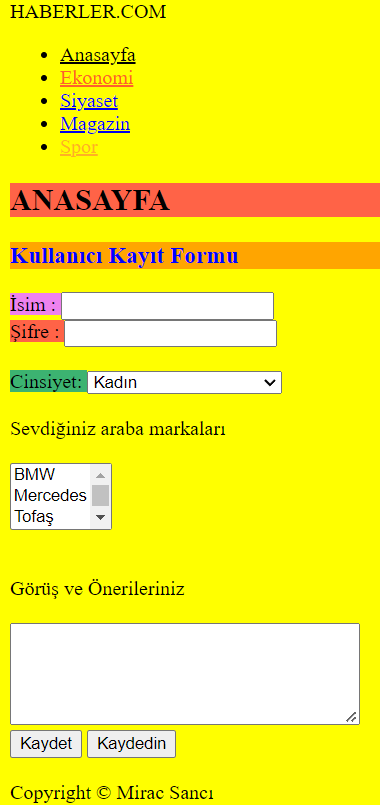 HABERLER.COM
Anasayfa
Ekonomi
Siyaset
Magazin
Spor
ANASAYFA
Kullanıcı Kayıt Formu
İsim :
Şifre :
Cinsiyet: Kadın
Sevdiğiniz araba markaları
BMW
Mercedes
Tofaş
Görüş ve Önerileriniz
Kaydet Kaydedin
Copyright © Mirac Sancı